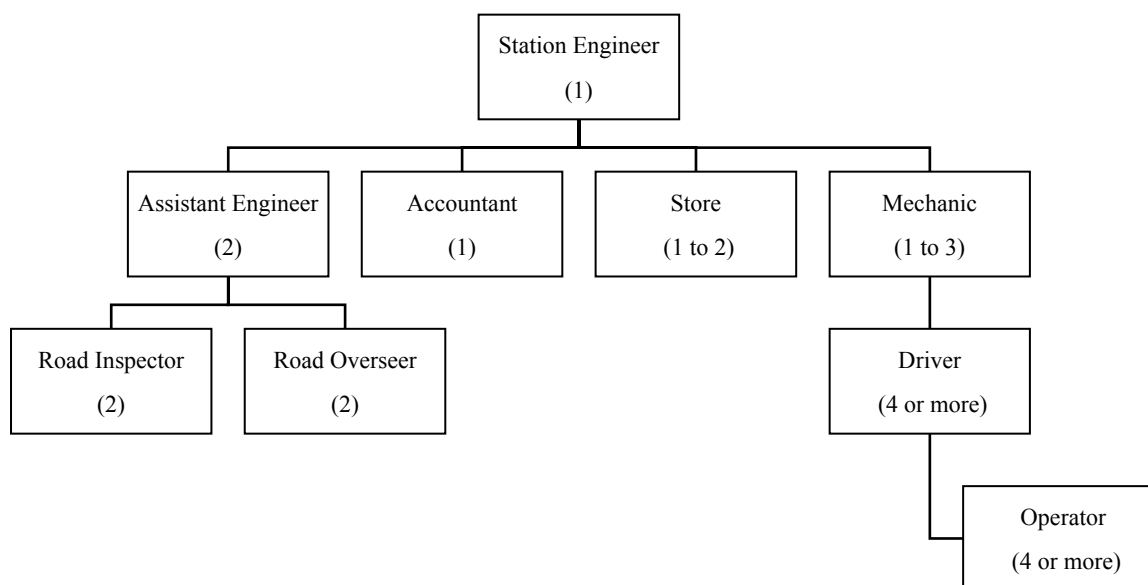 Station Engineer
(1)
Assistant Engineer
(2)
Accountant
(1)
Store
(1 to 2)
Mechanic
(1 to 3)
Road Inspector
(2)
Road Overseer
(2)
Driver
(4 or more)
Operator
(4 or more)